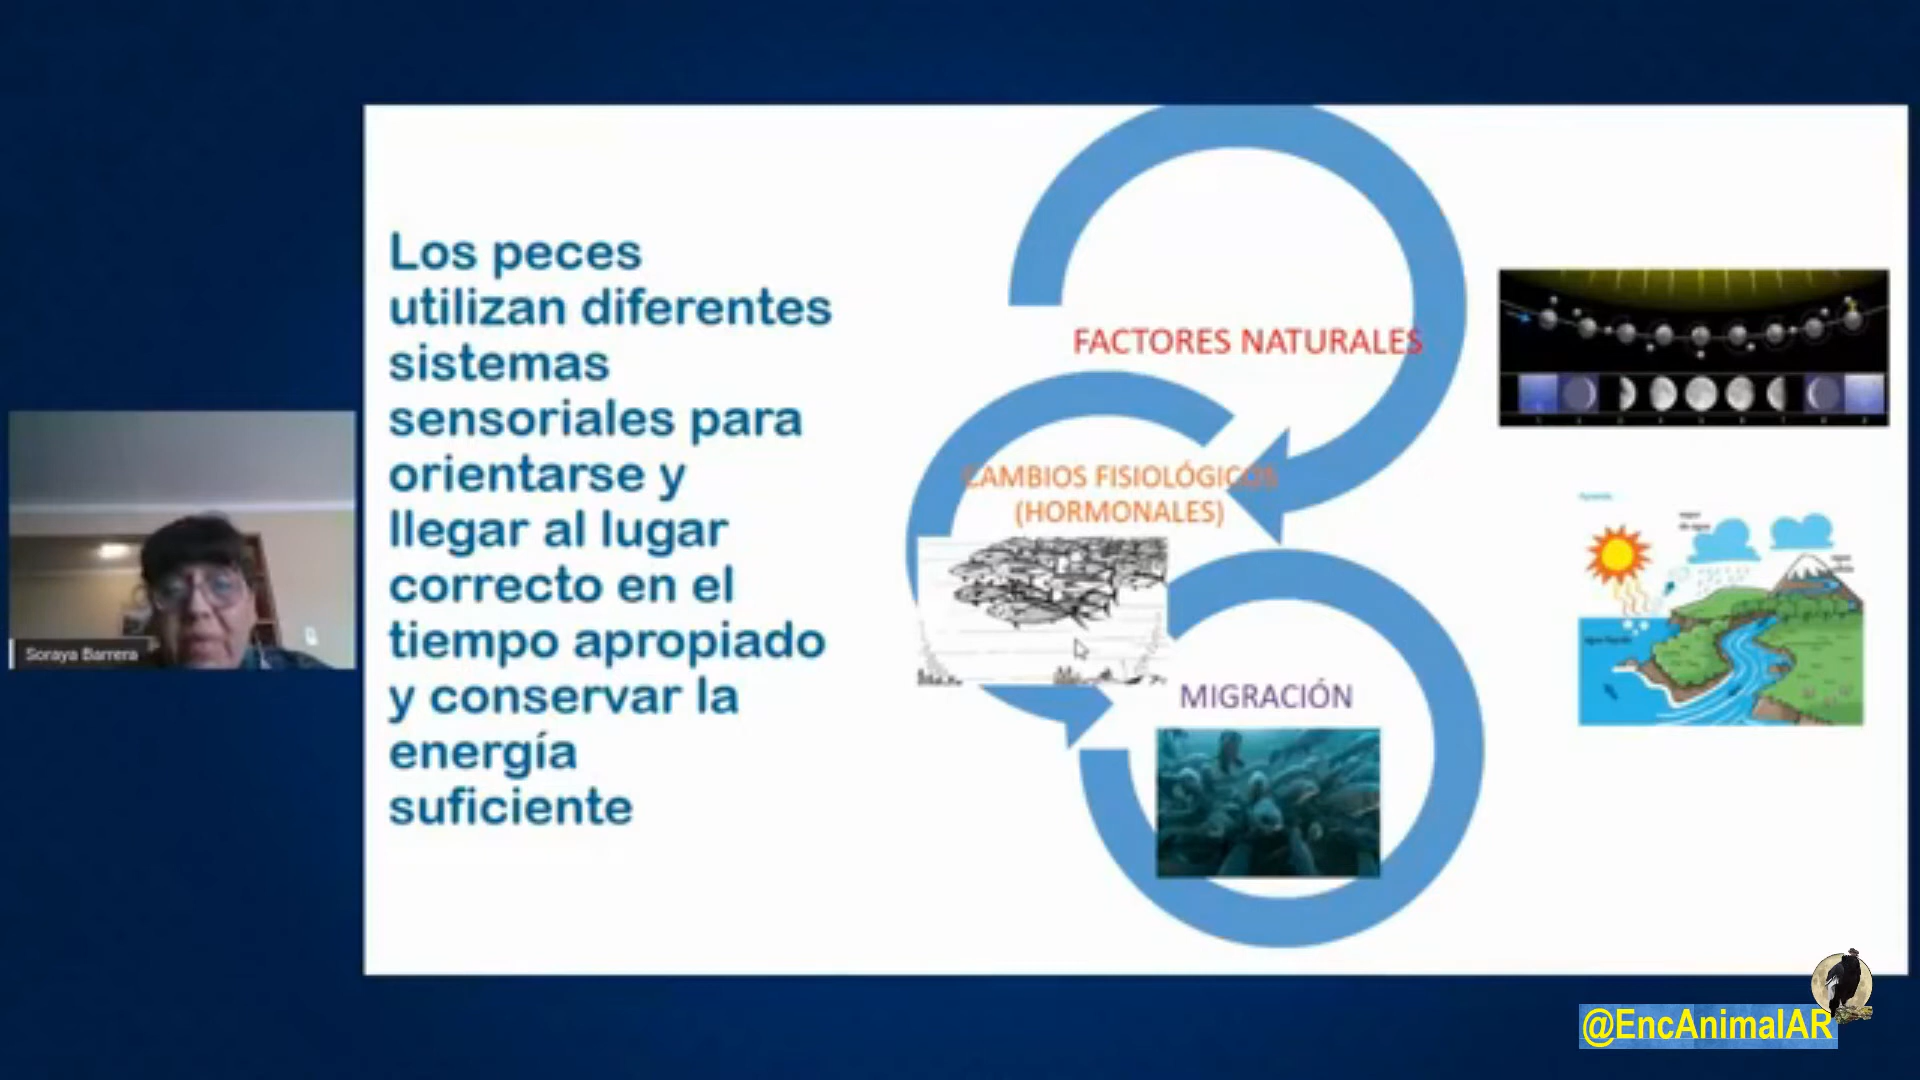 Los peces
utilizan diferentes
sistemas
sensoriales para
orientarse y
llegar al lugar
correcto en el
tiempo apropiado
y conservar la
energía
suficiente
FACTORES NATURALES
CAMBIOS FISIOLÓGICOS
(HORMONALES)
MIGRACIÓN
Soraya Barrera
@EncAnimalAR